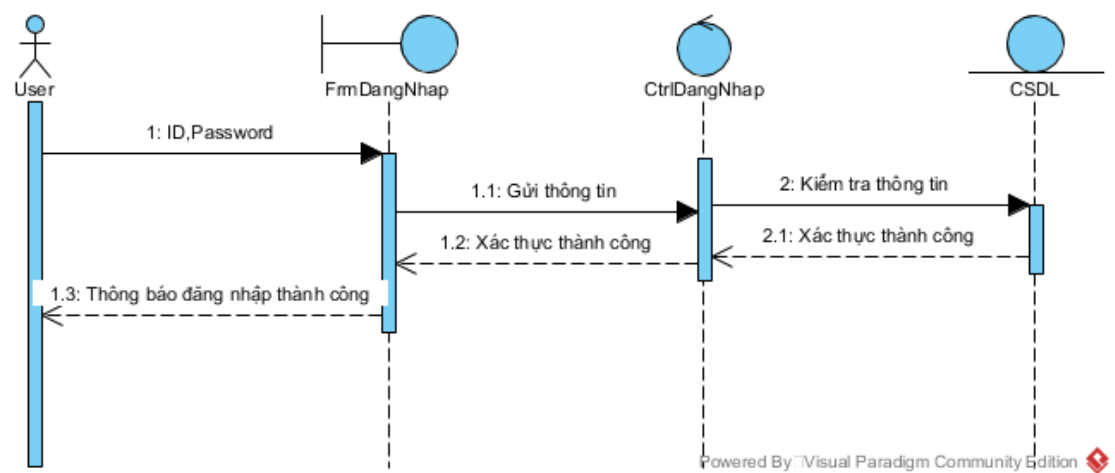 User
FrmDangNhap
CtrlDangNhap
CSDL
1: ID,Password
1.1: Gửi thông tin
2: Kiểm tra thông tin
1.2: Xác thực thành công
2.1: Xác thực thành công
1.3: Thông báo đăng nhập thành công
Powered By Visual Paradigm Community Edition